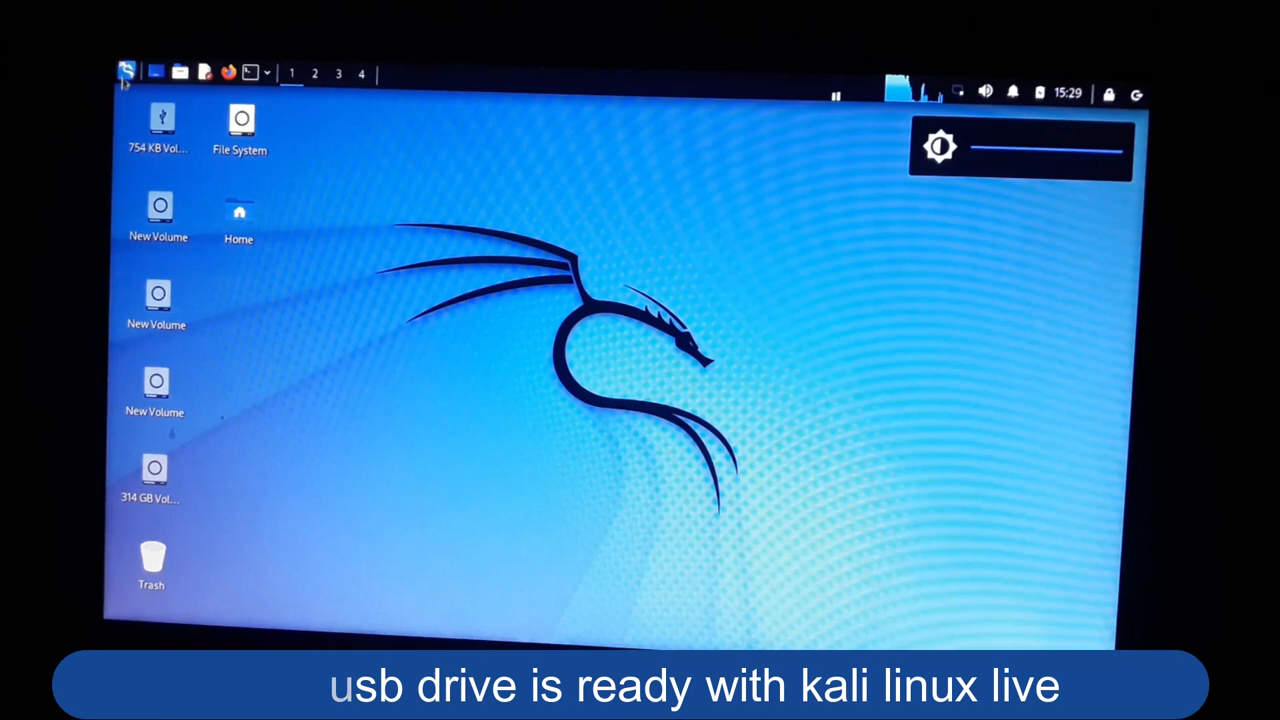 1 2 3 4
15:29
754 KB Vol...
File System
New Volume
Home
New Volume
New Volume
314 GB Vol...
Trash
usb drive is ready with kali linux live